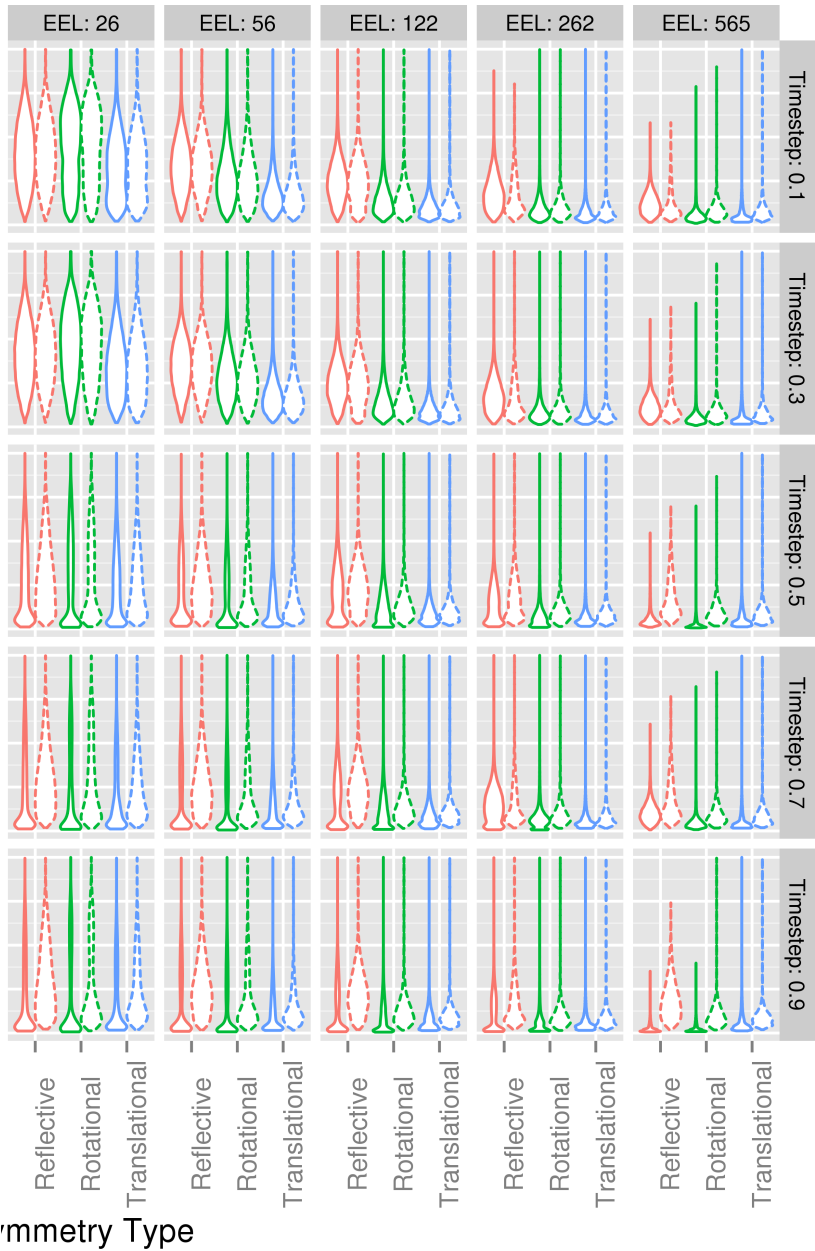 EEL: 26 EEL: 56 EEL: 122 EEL: 262 EEL: 565
Timestep: 0.1
Timestep: 0.3
Timestep: 0.5
Timestep: 0.7
Timestep: 0.9
Reflective
Rotational
Translational
Reflective
Rotational
Translational
Reflective
Rotational
Translational
Reflective
Rotational
Translational
Reflective
Rotational
Translational
ymmetry Type